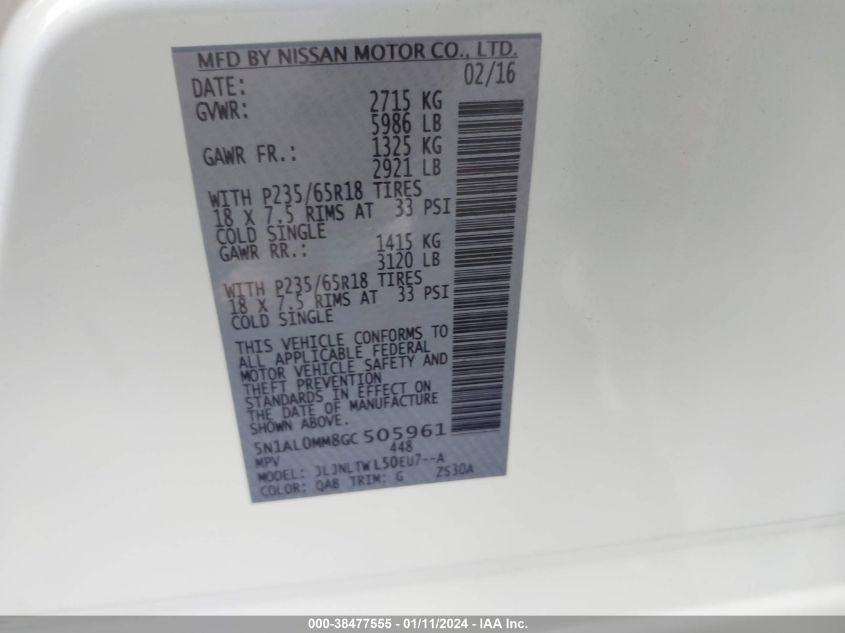 MFD BY NISSAN MOTOR CO., LTD.
DATE: 02/16
GVWR: 2715 KG
5986 LB
GAWR FR.: 1325 KG
2921 LB
WITH P235/65R18 TIRES
18 X 7.5 RIMS AT 33 PSI
COLD SINGLE
GAWR RR.: 1415 KG
3120 LB
WITH P235/65R18 TIRES
18 X 7.5 RIMS AT 33 PSI
COLD SINGLE
THIS VEHICLE CONFORMS TO
ALL APPLICABLE FEDERAL
MOTOR VEHICLE SAFETY AND
THEFT PREVENTION
STANDARDS IN EFFECT ON
THE DATE OF MANUFACTURE
SHOWN ABOVE.
5N1AL0MM8GC505961
MPV 448
MODEL: JLJNLTWL50EU7--A
COLOR: QAB TRIM: G ZS30A
000-38477555 - 01/11/2024 - IAA Inc.